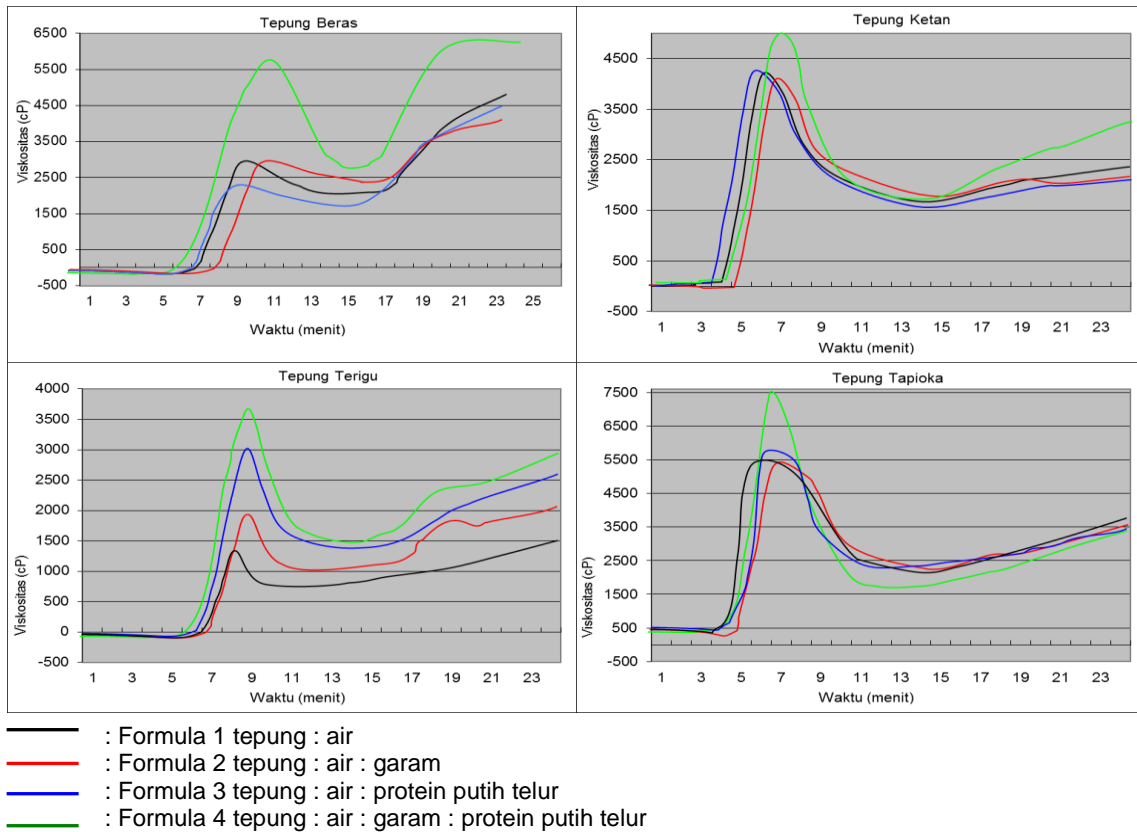 Tepung Beras
6500
5500
4500
3500
2500
1500
500
-500
Viskositas (cP)
1 3 5 7 9 11 13 15 17 19 21 23 25
Waktu (menit)
Tepung Ketan
4500
3500
2500
1500
500
-500
Viskositas (cP)
1 3 5 7 9 11 13 15 17 19 21 23
Waktu (menit)
Tepung Terigu
4000
3500
3000
2500
2000
1500
1000
500
0
-500
Viskositas (cP)
1 3 5 7 9 11 13 15 17 19 21 23
Waktu (menit)
Tepung Tapioka
7500
6500
5500
4500
3500
2500
1500
500
-500
Viskositas (cP)
1 3 5 7 9 11 13 15 17 19 21 23
Waktu (menit)
: Formula 1 tepung : air
: Formula 2 tepung : air : garam
: Formula 3 tepung : air : protein putih telur
: Formula 4 tepung : air : garam : protein putih telur